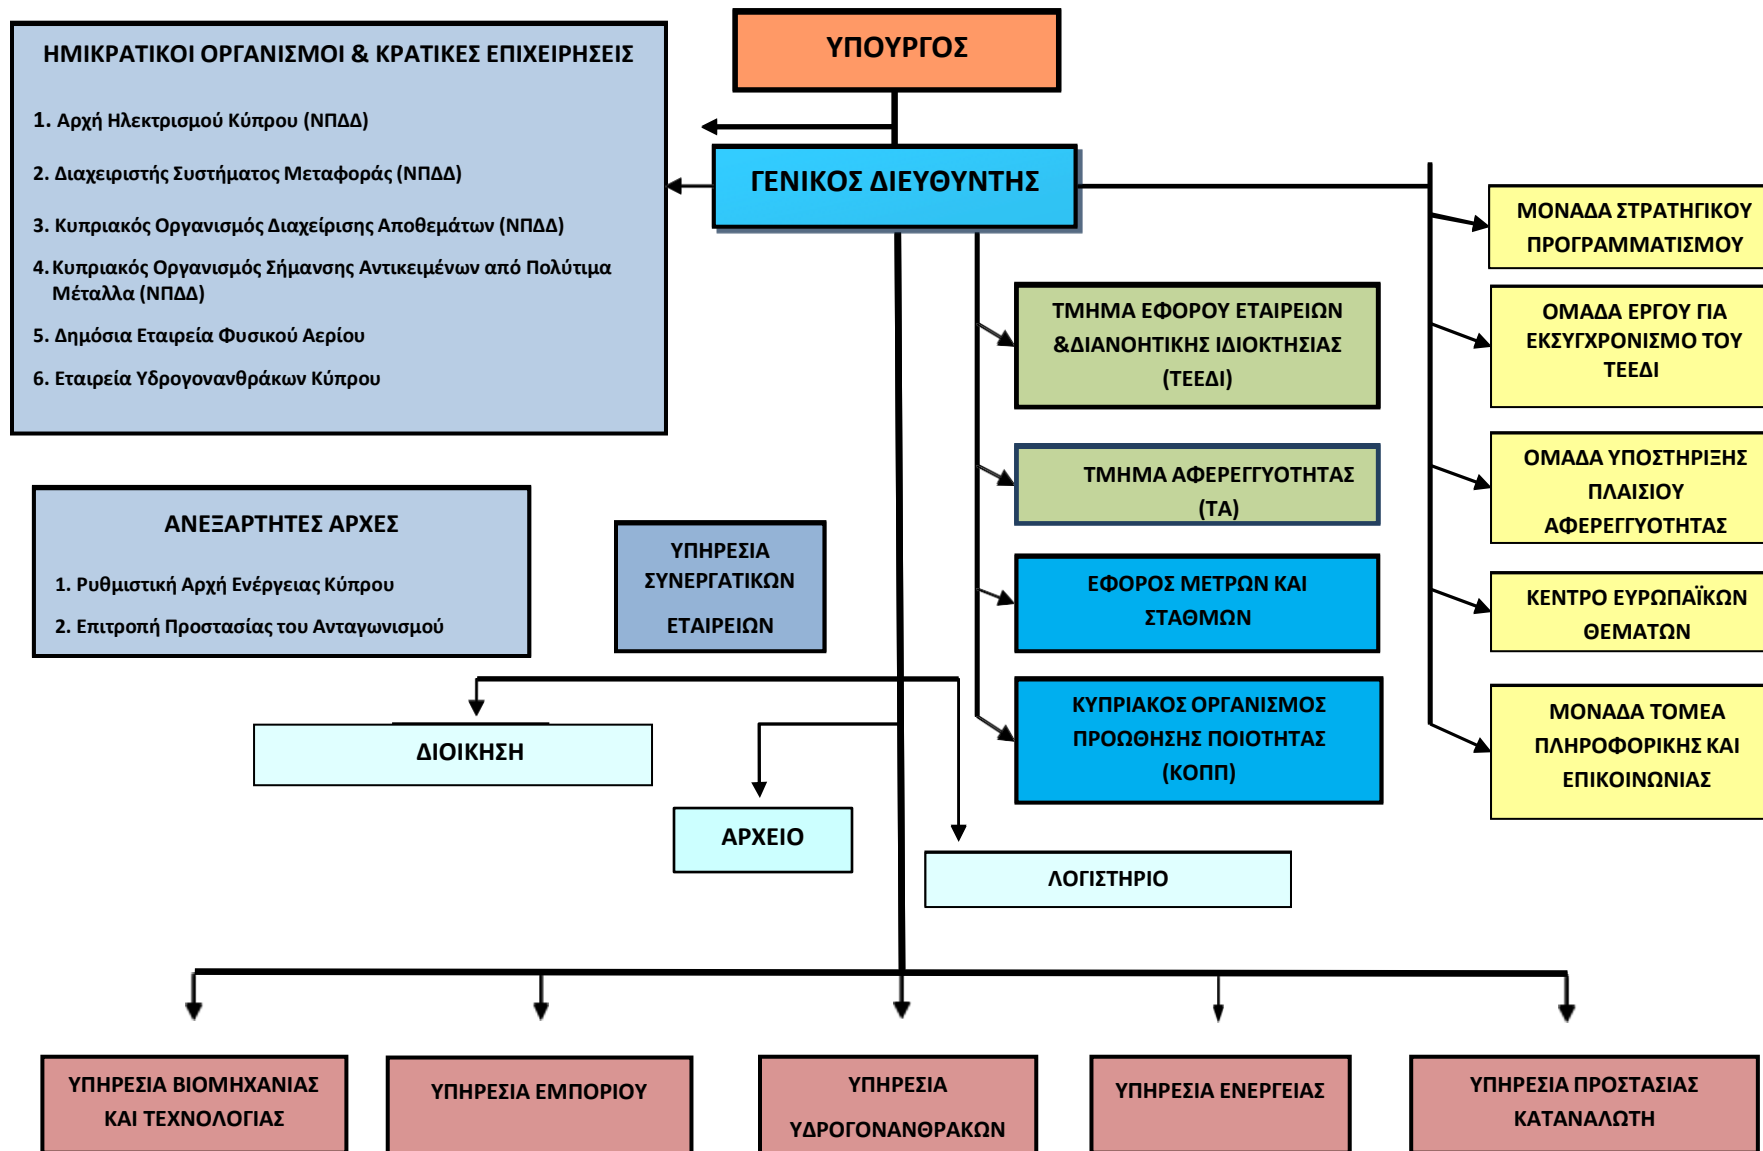 ΥΠΟΥΡΓΟΣ
ΗΜΙΚΡΑΤΙΚΟΙ ΟΡΓΑΝΙΣΜΟΙ & ΚΡΑΤΙΚΕΣ ΕΠΙΧΕΙΡΗΣΕΙΣ
1. Αρχή Ηλεκτρισμού Κύπρου (ΝΠΔΔ)
2. Διαχειριστής Συστήματος Μεταφοράς (ΝΠΔΔ)
3. Κυπριακός Οργανισμός Διαχείρισης Αποθεμάτων (ΝΠΔΔ)
4. Κυπριακός Οργανισμός Σήμανσης Αντικειμένων από Πολύτιμα
Μέταλλα (ΝΠΔΔ)
5. Δημόσια Εταιρεία Φυσικού Αερίου
6. Εταιρεία Υδρογονανθράκων Κύπρου
ΓΕΝΙΚΟΣ ΔΙΕΥΘΥΝΤΗΣ
ΜΟΝΑΔΑ ΣΤΡΑΤΗΓΙΚΟΥ
ΠΡΟΓΡΑΜΜΑΤΙΣΜΟΥ
ΟΜΑΔΑ ΕΡΓΟΥ ΓΙΑ
ΕΚΣΥΓΧΡΟΝΙΣΜΟ ΤΟΥ
ΤΕΕΔΙ
ΟΜΑΔΑ ΥΠΟΣΤΗΡΙΞΗΣ
ΠΛΑΙΣΙΟΥ
ΑΦΕΡΕΓΓΥΟΤΗΤΑΣ
ΚΕΝΤΡΟ ΕΥΡΩΠΑΪΚΩΝ
ΘΕΜΑΤΩΝ
ΜΟΝΑΔΑ ΤΟΜΕΑ
ΠΛΗΡΟΦΟΡΙΚΗΣ ΚΑΙ
ΕΠΙΚΟΙΝΩΝΙΑΣ
ΤΜΗΜΑ ΕΦΟΡΟΥ ΕΤΑΙΡΕΙΩΝ
&ΔΙΑΝΟΗΤΙΚΗΣ ΙΔΙΟΚΤΗΣΙΑΣ
(ΤΕΕΔΙ)
ΤΜΗΜΑ ΑΦΕΡΕΓΓΥΟΤΗΤΑΣ
(ΤΑ)
ΕΦΟΡΟΣ ΜΕΤΡΩΝ ΚΑΙ
ΣΤΑΘΜΩΝ
ΚΥΠΡΙΑΚΟΣ ΟΡΓΑΝΙΣΜΟΣ
ΠΡΟΩΘΗΣΗΣ ΠΟΙΟΤΗΤΑΣ
(ΚΟΠΠ)
ΑΝΕΞΑΡΤΗΤΕΣ ΑΡΧΕΣ
1. Ρυθμιστική Αρχή Ενέργειας Κύπρου
2. Επιτροπή Προστασίας του Ανταγωνισμού
ΥΠΗΡΕΣΙΑ
ΣΥΝΕΡΓΑΤΙΚΩΝ
ΕΤΑΙΡΕΙΩΝ
ΔΙΟΙΚΗΣΗ
ΑΡΧΕΙΟ
ΛΟΓΙΣΤΗΡΙΟ
ΥΠΗΡΕΣΙΑ ΒΙΟΜΗΧΑΝΙΑΣ
ΚΑΙ ΤΕΧΝΟΛΟΓΙΑΣ
ΥΠΗΡΕΣΙΑ ΕΜΠΟΡΙΟΥ
ΥΠΗΡΕΣΙΑ
ΥΔΡΟΓΟΝΑΝΘΡΑΚΩΝ
ΥΠΗΡΕΣΙΑ ΕΝΕΡΓΕΙΑΣ
ΥΠΗΡΕΣΙΑ ΠΡΟΣΤΑΣΙΑΣ
ΚΑΤΑΝΑΛΩΤΗ